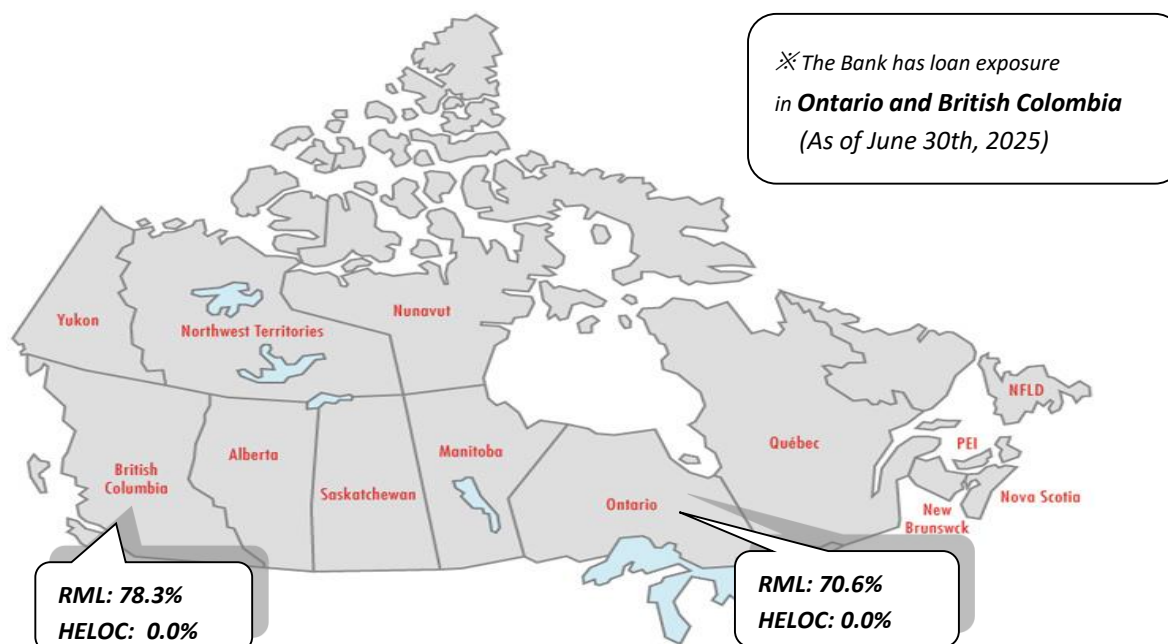 ※ The Bank has loan exposure
in Ontario and British Colombia
(As of June 30th, 2025)
Yukon
Northwest Territories
Nunavut
British
Columbia
Alberta
Saskatchewan
Manitoba
Ontario
Québec
NFLD
PEI
Nova Scotia
New
Brunswck
RML: 78.3%
HELOC: 0.0%
RML: 70.6%
HELOC: 0.0%